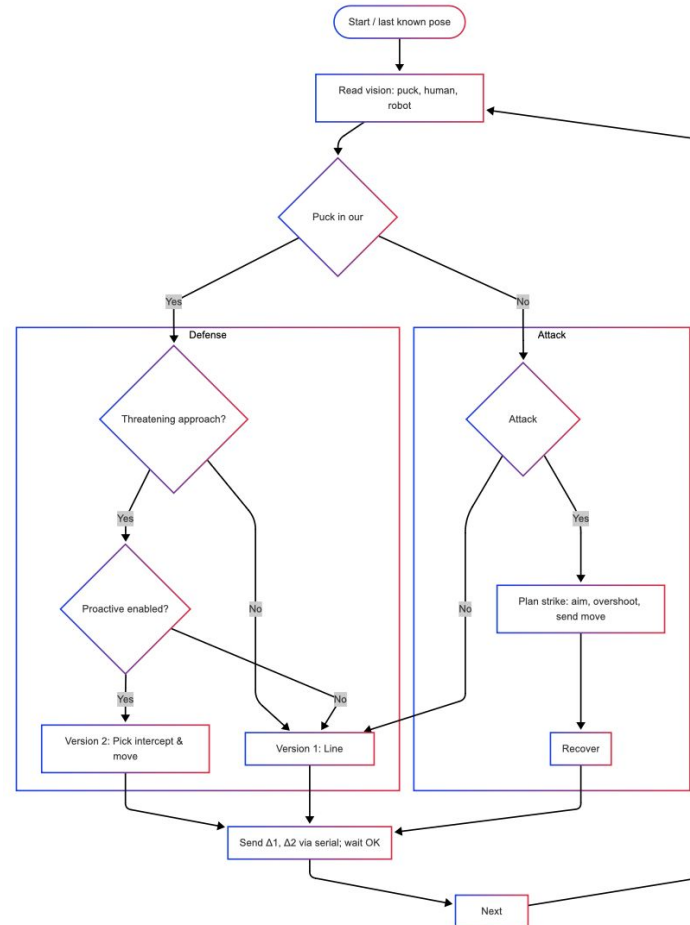 Start / last known pose
Read vision: puck, human,
robot
Puck in our
Yes
No
Defense
Attack
Threatening approach?
Attack
Yes
Yes
Proactive enabled?
No
No
Plan strike: aim, overshoot,
send move
Yes
No
Version 2: Pick intercept &
move
Version 1: Line
Recover
Send Δ1, Δ2 via serial; wait OK
Next